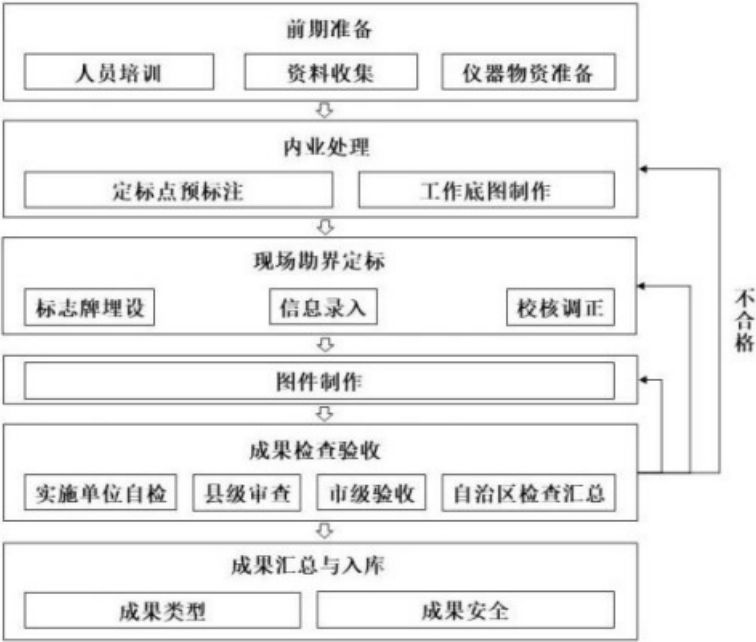 前期准备
人员培训 资料收集 仪器物资准备
内业处理
定标点预标注 工作底图制作
现场勘界定标
标志牌埋设 信息录入 校核调正
图件制作
成果检查验收
实施单位自检 县级审查 市级验收 自治区检查汇总
成果汇总与入库
成果类型 成果安全
不合格